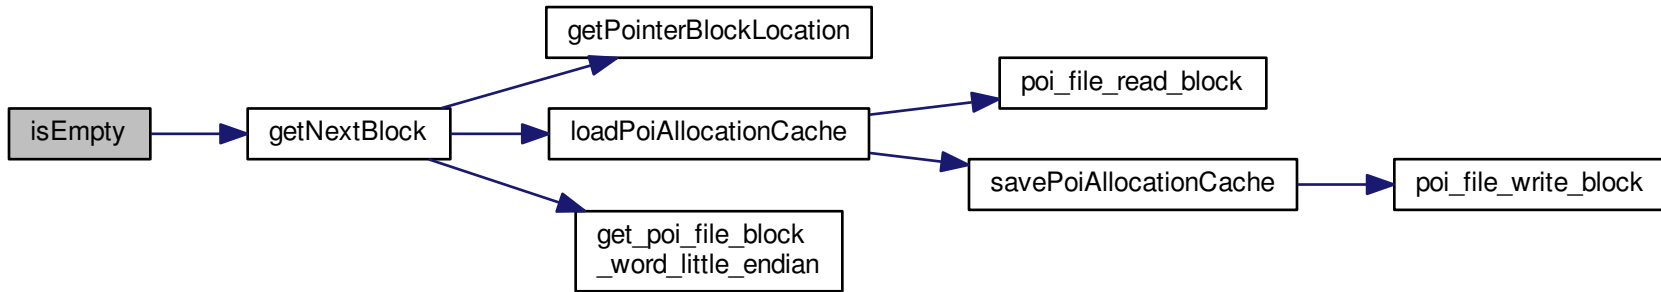 isEmpty
getNextBlock
getPointerBlockLocation
loadPoiAllocationCache
get_poi_file_block
_word_little_endian
poi_file_read_block
savePoiAllocationCache
poi_file_write_block